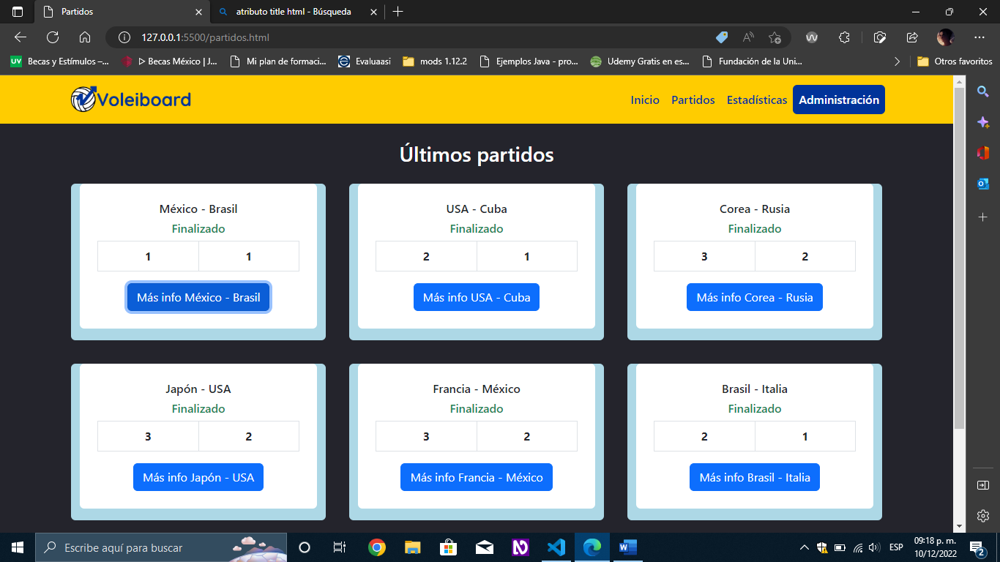 Partidos
atributo title html - Búsqueda
127.0.0.1:5500/partidos.html
UV Becas y Estímulos –...
ᐅ Becas México | J...
Mi plan de formaci...
Evaluaasi
mods 1.12.2
Ejemplos Java - pro...
Udemy Gratis en es...
Fundación de la Uni...
Otros favoritos
Voleiboard
Inicio
Partidos
Estadísticas
Administración
Últimos partidos
México - Brasil
Finalizado
1 1
Más info México - Brasil
USA - Cuba
Finalizado
2 1
Más info USA - Cuba
Corea - Rusia
Finalizado
3 2
Más info Corea - Rusia
Japón - USA
Finalizado
3 2
Más info Japón - USA
Francia - México
Finalizado
3 2
Más info Francia - México
Brasil - Italia
Finalizado
2 1
Más info Brasil - Italia
Escribe aquí para buscar
ESP
09:18 p. m.
10/12/2022
2